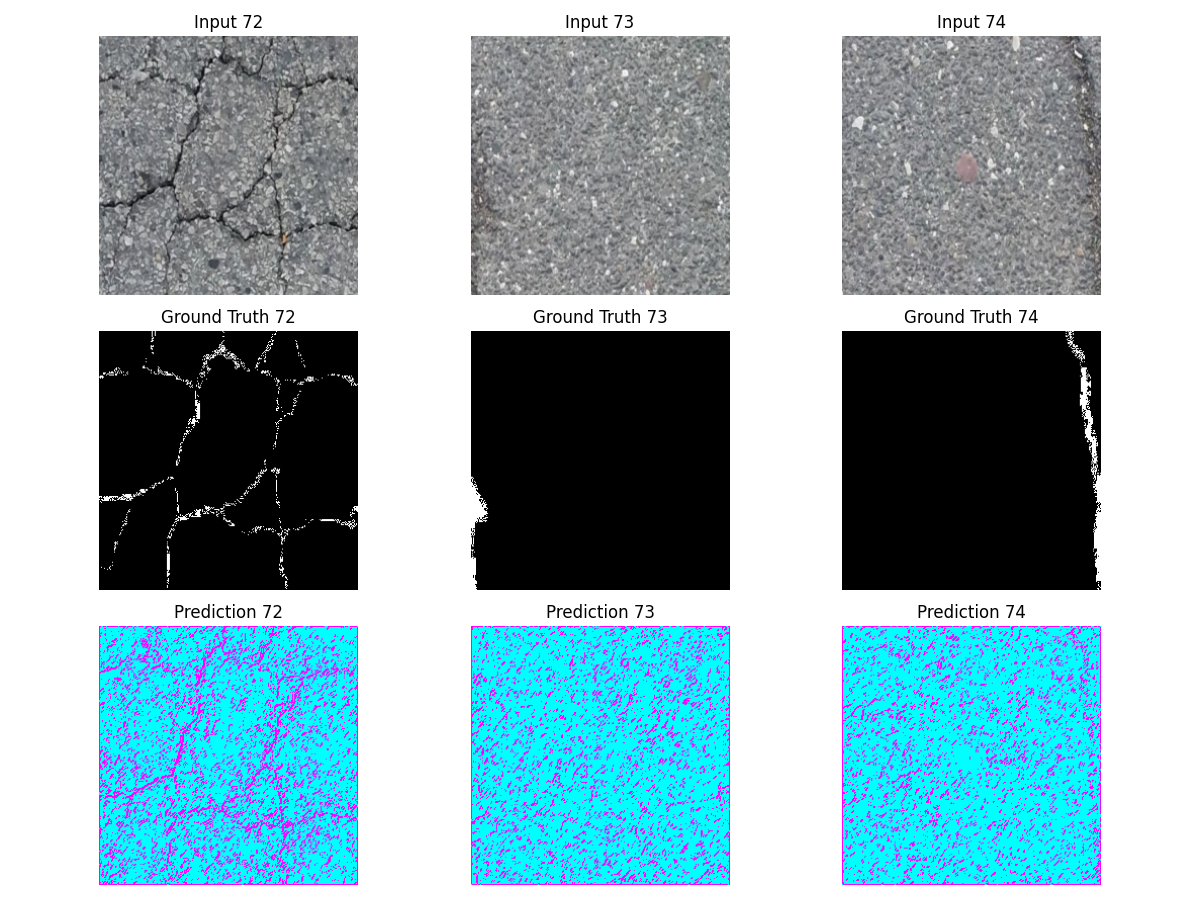 Input 72
Input 73
Input 74
Ground Truth 72
Ground Truth 73
Ground Truth 74
Prediction 72
Prediction 73
Prediction 74